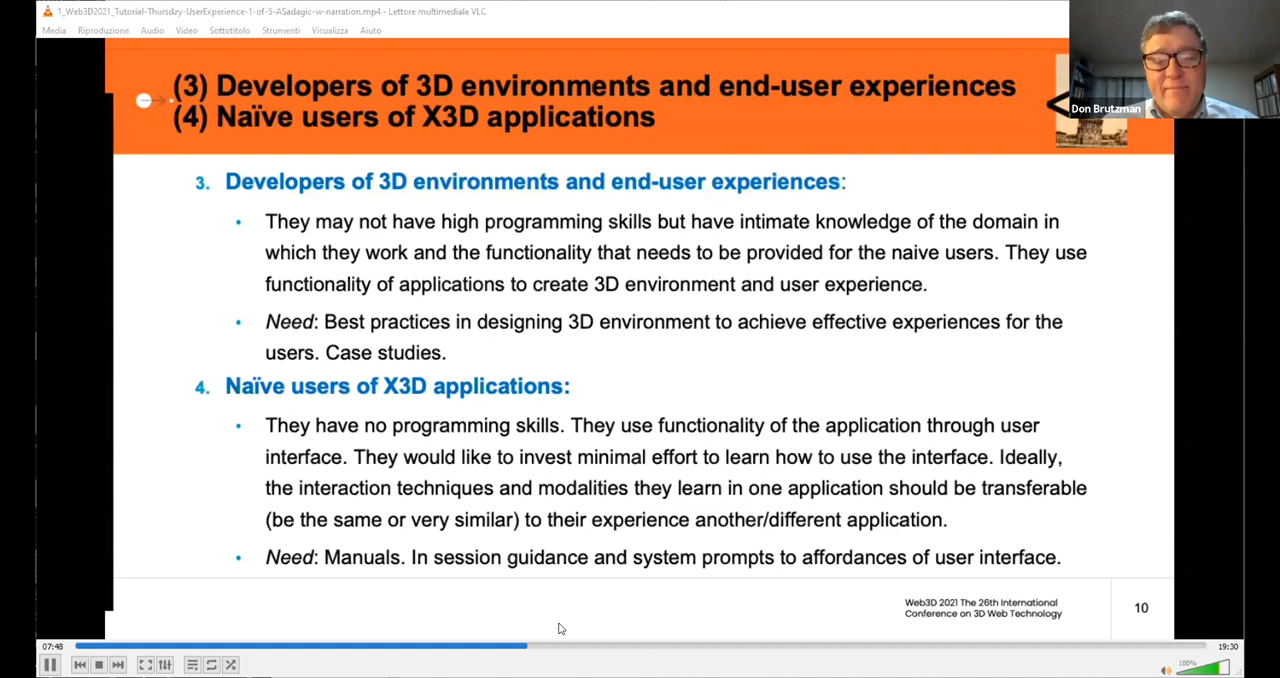 1_Web3D2021_Tutorial-Thursday-UserExperience-1-of-5-ASadagic-w-narration.mp4 - Lettore multimediale VLC
Media Riproduzione Audio Video Sottotitolo Strumenti Visualizza Aiuto
(3) Developers of 3D environments and end-user experiences
(4) Naïve users of X3D applications
Don Brutzman
3. Developers of 3D environments and end-user experiences:
• They may not have high programming skills but have intimate knowledge of the domain in
which they work and the functionality that needs to be provided for the naive users. They use
functionality of applications to create 3D environment and user experience.
• Need: Best practices in designing 3D environment to achieve effective experiences for the
users. Case studies.
4. Naïve users of X3D applications:
• They have no programming skills. They use functionality of the application through user
interface. They would like to invest minimal effort to learn how to use the interface. Ideally,
the interaction techniques and modalities they learn in one application should be transferable
(be the same or very similar) to their experience another/different application.
• Need: Manuals. In session guidance and system prompts to affordances of user interface.
Web3D 2021 The 26th International
Conference on 3D Web Technology
10
07:48
19:30
100%